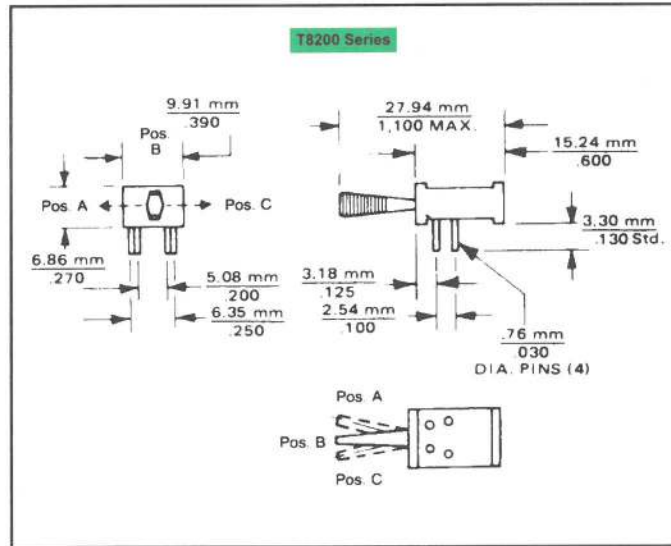 T8200 Series
9.91 mm
.390
Pos.
B
Pos. A
Pos. C
6.86 mm
.270
5.08 mm
.200
6.35 mm
.250
27.94 mm
1,100 MAX.
15.24 mm
.600
3.30 mm
.130 Std.
3.18 mm
.125
2.54 mm
.100
.76 mm
.030
DIA. PINS (4)
Pos. A
Pos. B
Pos. C